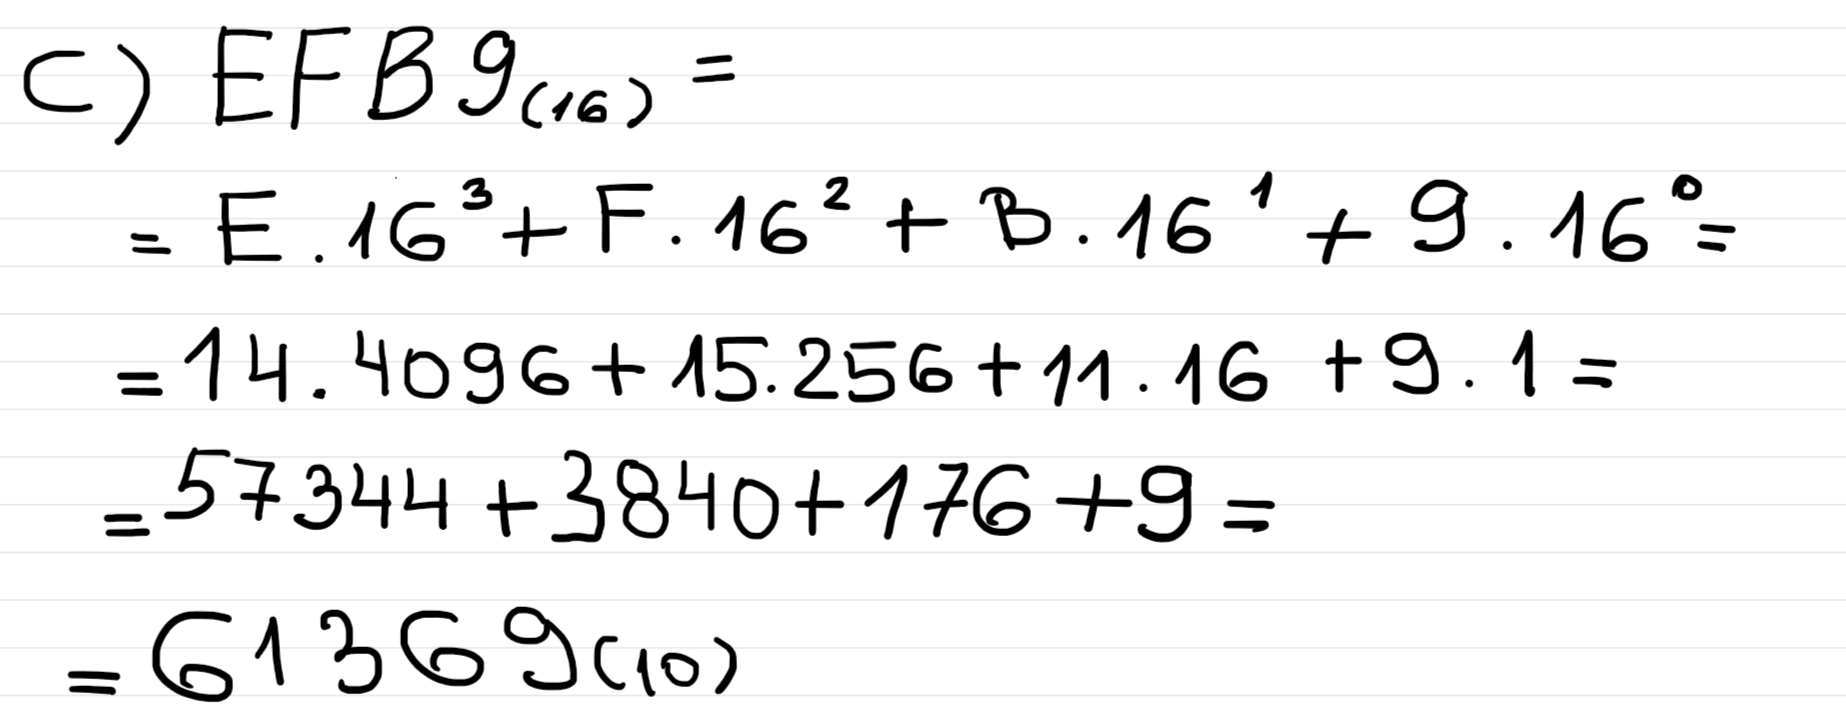 c) EFB9₍₁₆₎ =
= E . 16³ + F . 16² + B . 16¹ + 9 . 16⁰ =
= 14 . 4096 + 15 . 256 + 11 . 16 + 9 . 1 =
= 57344 + 3840 + 176 + 9 =
= 61369₍₁₀₎